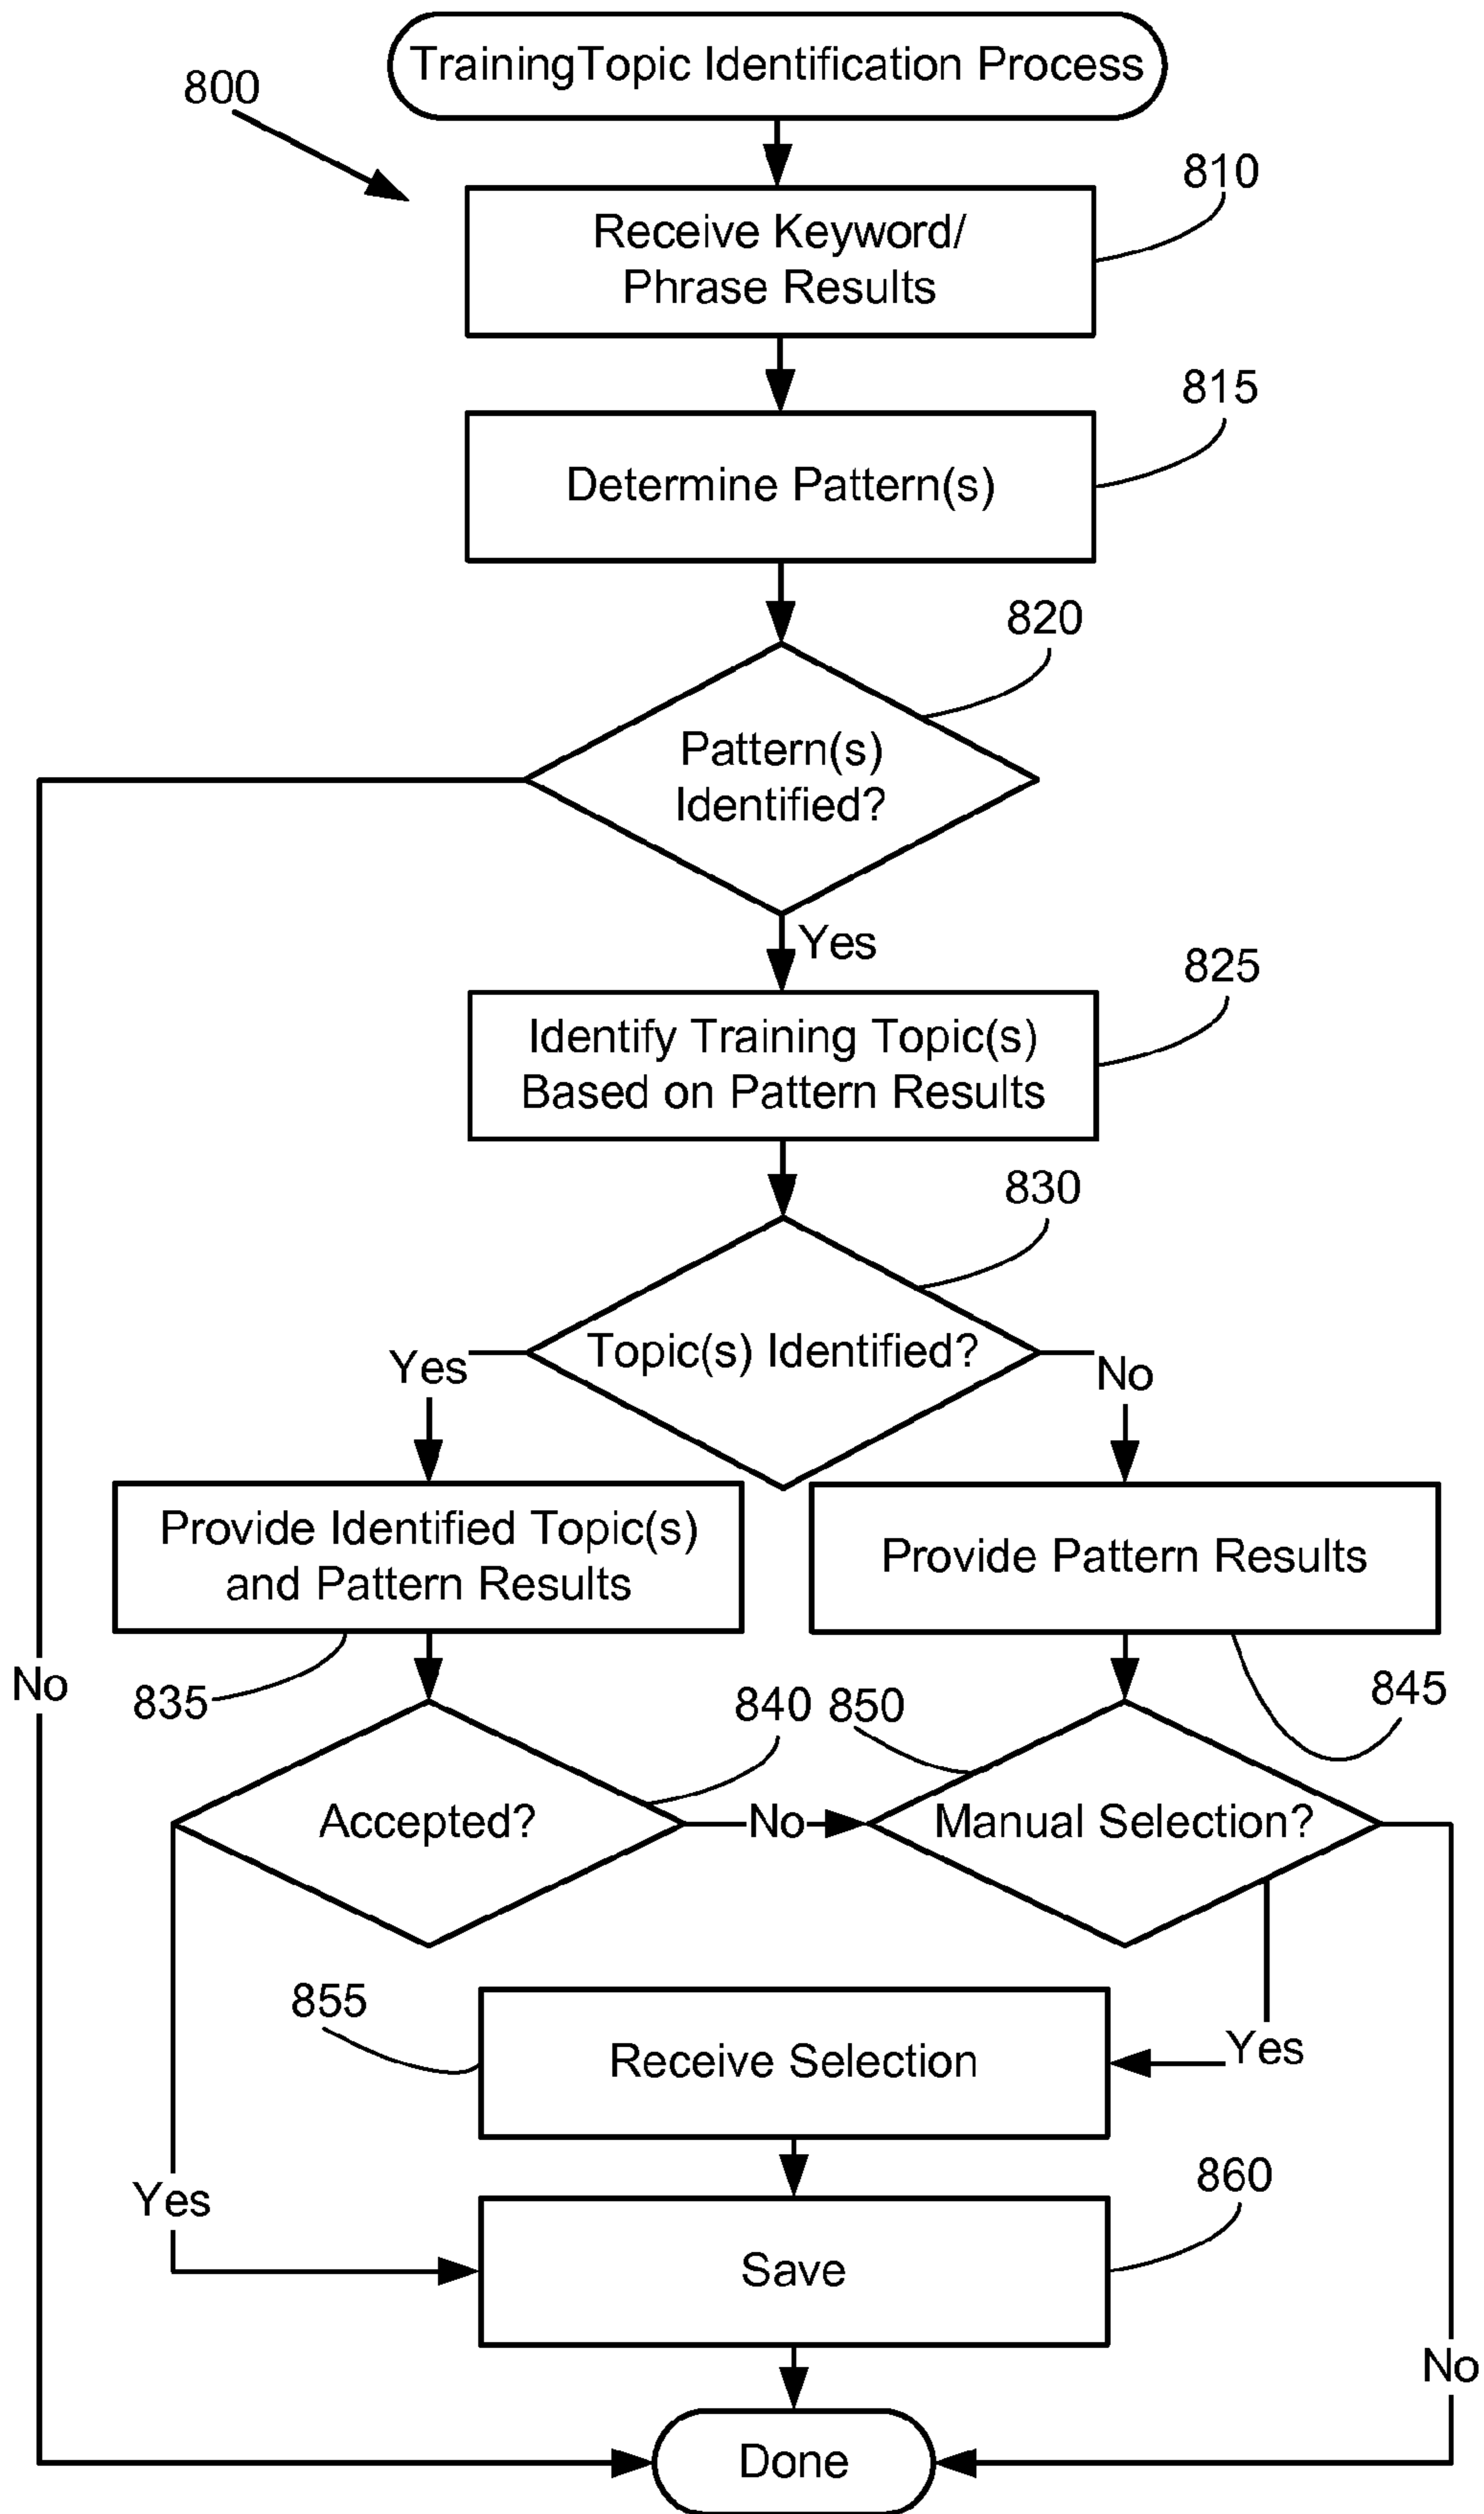 TrainingTopic Identification Process
800
810
Receive Keyword/
Phrase Results
815
Determine Pattern(s)
820
Pattern(s)
Identified?
Yes
825
Identify Training Topic(s)
Based on Pattern Results
830
Topic(s) Identified?
Yes
No
Provide Identified Topic(s)
and Pattern Results
Provide Pattern Results
No
835
840
850
845
Accepted?
No
Manual Selection?
855
Receive Selection
Yes
860
Yes
Save
No
Done